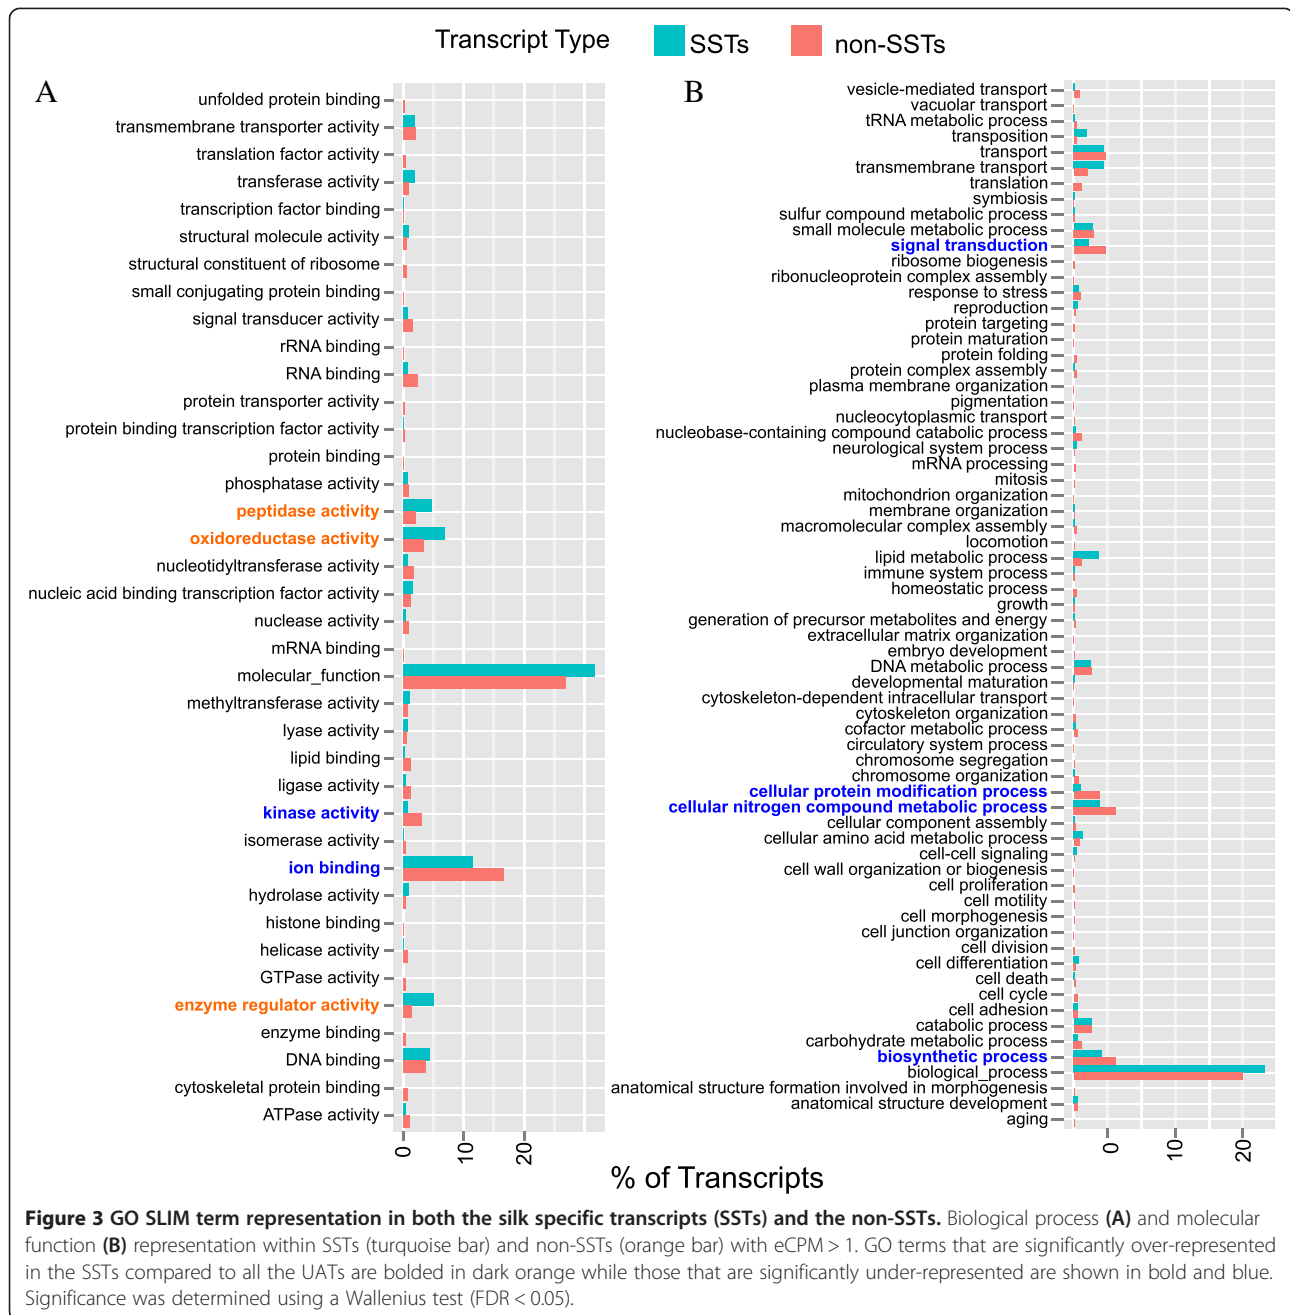 Transcript Type SSTs non-SSTs
A
unfolded protein binding
transmembrane transporter activity
translation factor activity
transferase activity
transcription factor binding
structural molecule activity
structural constituent of ribosome
small conjugating protein binding
signal transducer activity
rRNA binding
RNA binding
protein transporter activity
protein binding transcription factor activity
protein binding
phosphatase activity
peptidase activity
oxidoreductase activity
nucleotidyltransferase activity
nucleic acid binding transcription factor activity
nuclease activity
mRNA binding
molecular_function
methyltransferase activity
lyase activity
lipid binding
ligase activity
kinase activity
isomerase activity
ion binding
hydrolase activity
histone binding
helicase activity
GTPase activity
enzyme regulator activity
enzyme binding
DNA binding
cytoskeletal protein binding
ATPase activity
0 10 20
B
vesicle-mediated transport
vacuolar transport
tRNA metabolic process
transposition
transport
transmembrane transport
translation
symbiosis
sulfur compound metabolic process
small molecule metabolic process
signal transduction
ribosome biogenesis
ribonucleoprotein complex assembly
response to stress
reproduction
protein targeting
protein maturation
protein folding
protein complex assembly
plasma membrane organization
pigmentation
nucleocytoplasmic transport
nucleobase-containing compound catabolic process
neurological system process
mRNA processing
mitosis
mitochondrion organization
membrane organization
macromolecular complex assembly
locomotion
lipid metabolic process
immune system process
homeostatic process
growth
generation of precursor metabolites and energy
extracellular matrix organization
embryo development
DNA metabolic process
developmental maturation
cytoskeleton-dependent intracellular transport
cytoskeleton organization
cofactor metabolic process
circulatory system process
chromosome segregation
chromosome organization
cellular protein modification process
cellular nitrogen compound metabolic process
cellular component assembly
cellular amino acid metabolic process
cell-cell signaling
cell wall organization or biogenesis
cell proliferation
cell motility
cell morphogenesis
cell junction organization
cell division
cell differentiation
cell death
cell cycle
cell adhesion
catabolic process
carbohydrate metabolic process
biosynthetic process
biological_process
anatomical structure formation involved in morphogenesis
anatomical structure development
aging
0 10 20
% of Transcripts
Figure 3 GO SLIM term representation in both the silk specific transcripts (SSTs) and the non-SSTs. Biological process (A) and molecular
function (B) representation within SSTs (turquoise bar) and non-SSTs (orange bar) with eCPM > 1. GO terms that are significantly over-represented
in the SSTs compared to all the UATs are bolded in dark orange while those that are significantly under-represented are shown in bold and blue.
Significance was determined using a Wallenius test (FDR < 0.05).